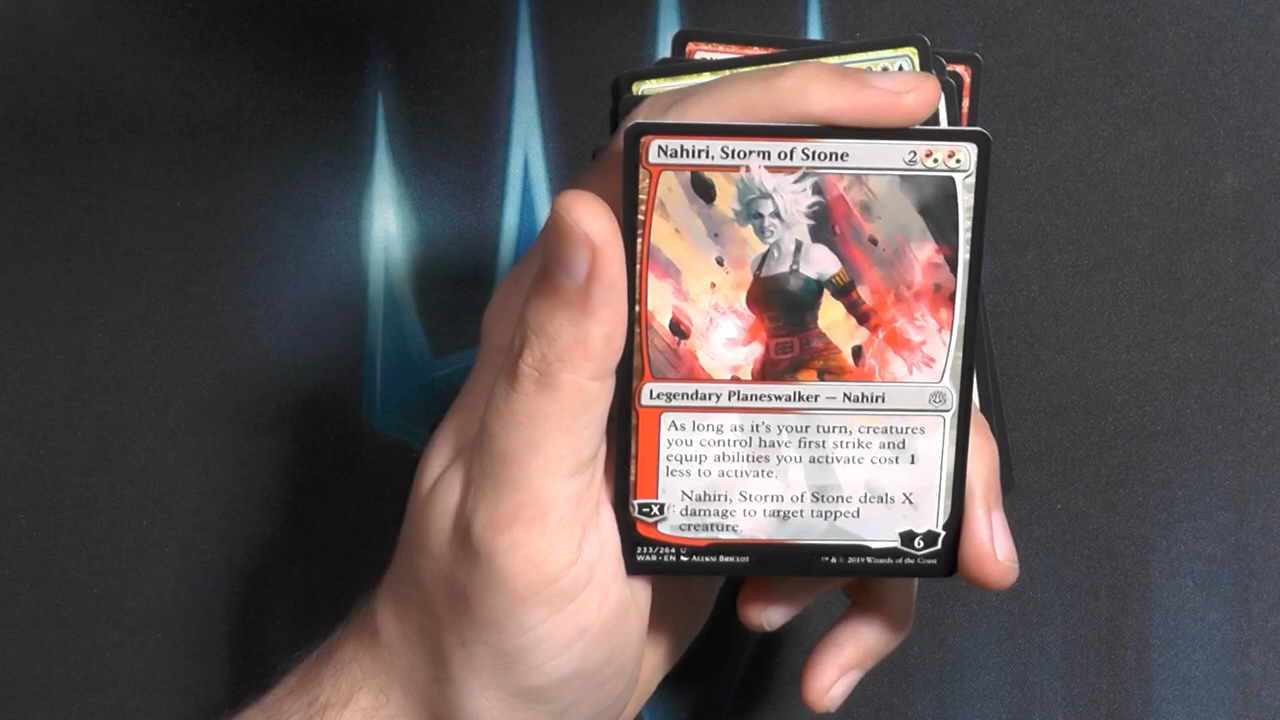 Nahiri, Storm of Stone 2
Legendary Planeswalker — Nahiri
As long as it's your turn, creatures
you control have first strike and
equip abilities you activate cost 1
less to activate.
−X: Nahiri, Storm of Stone deals X
damage to target tapped
creature.
6
233/264 U
WAR • EN Aleksi Briclot
™ & © 2019 Wizards of the Coast